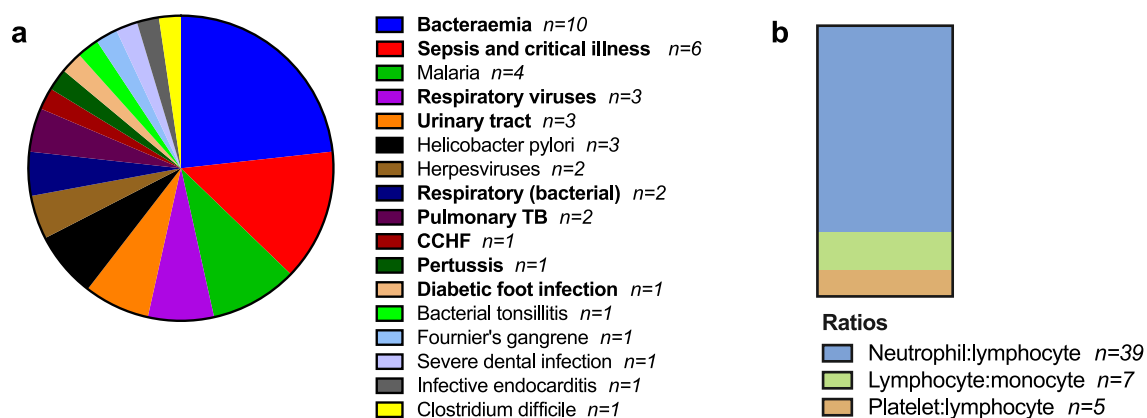 a
Bacteraemia n=10
Sepsis and critical illness n=6
Malaria n=4
Respiratory viruses n=3
Urinary tract n=3
Helicobacter pylori n=3
Herpesviruses n=2
Respiratory (bacterial) n=2
Pulmonary TB n=2
CCHF n=1
Pertussis n=1
Diabetic foot infection n=1
Bacterial tonsillitis n=1
Fournier's gangrene n=1
Severe dental infection n=1
Infective endocarditis n=1
Clostridium difficile n=1
b
Ratios
Neutrophil:lymphocyte n=39
Lymphocyte:monocyte n=7
Platelet:lymphocyte n=5